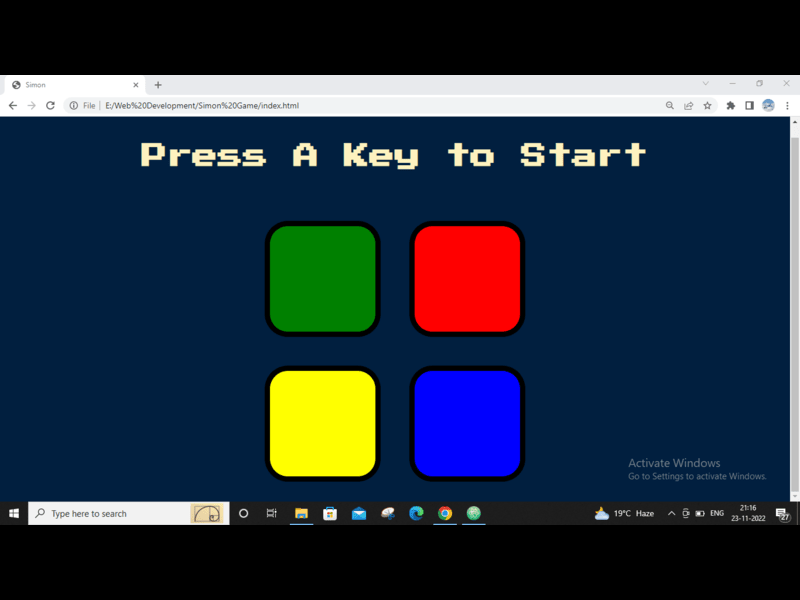 Simon
File E:/Web%20Development/Simon%20Game/index.html
Press A Key to Start
Activate Windows
Go to Settings to activate Windows.
Type here to search
19°C Haze
ENG
21:16
23-11-2022
27